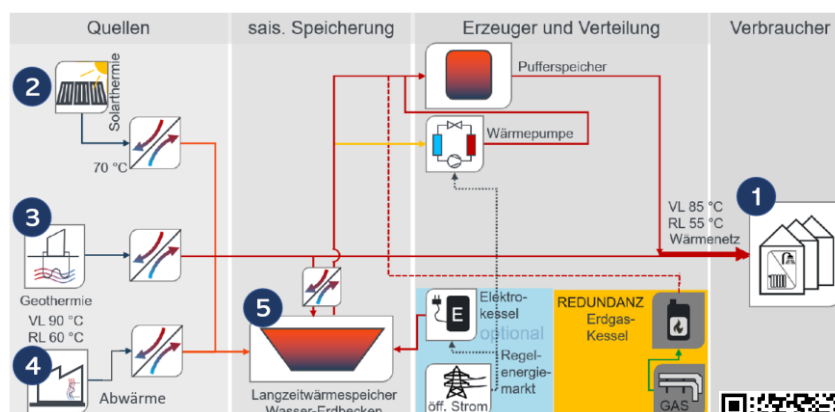 Quellen
sais. Speicherung
Erzeuger und Verteilung
Verbraucher
2
Solarthermie
70 °C
Pufferspeicher
Wärmepumpe
1
VL 85 °C
RL 55 °C
Wärmenetz
3
Geothermie
VL 90 °C
RL 60 °C
4
Abwärme
5
Langzeitwärmespeicher
Wasser-Erdbecken
E
Elektro-
kessel
optional
Regel-
energie-
markt
öff. Strom
REDUNDANZ
Erdgas-
Kessel
GAS